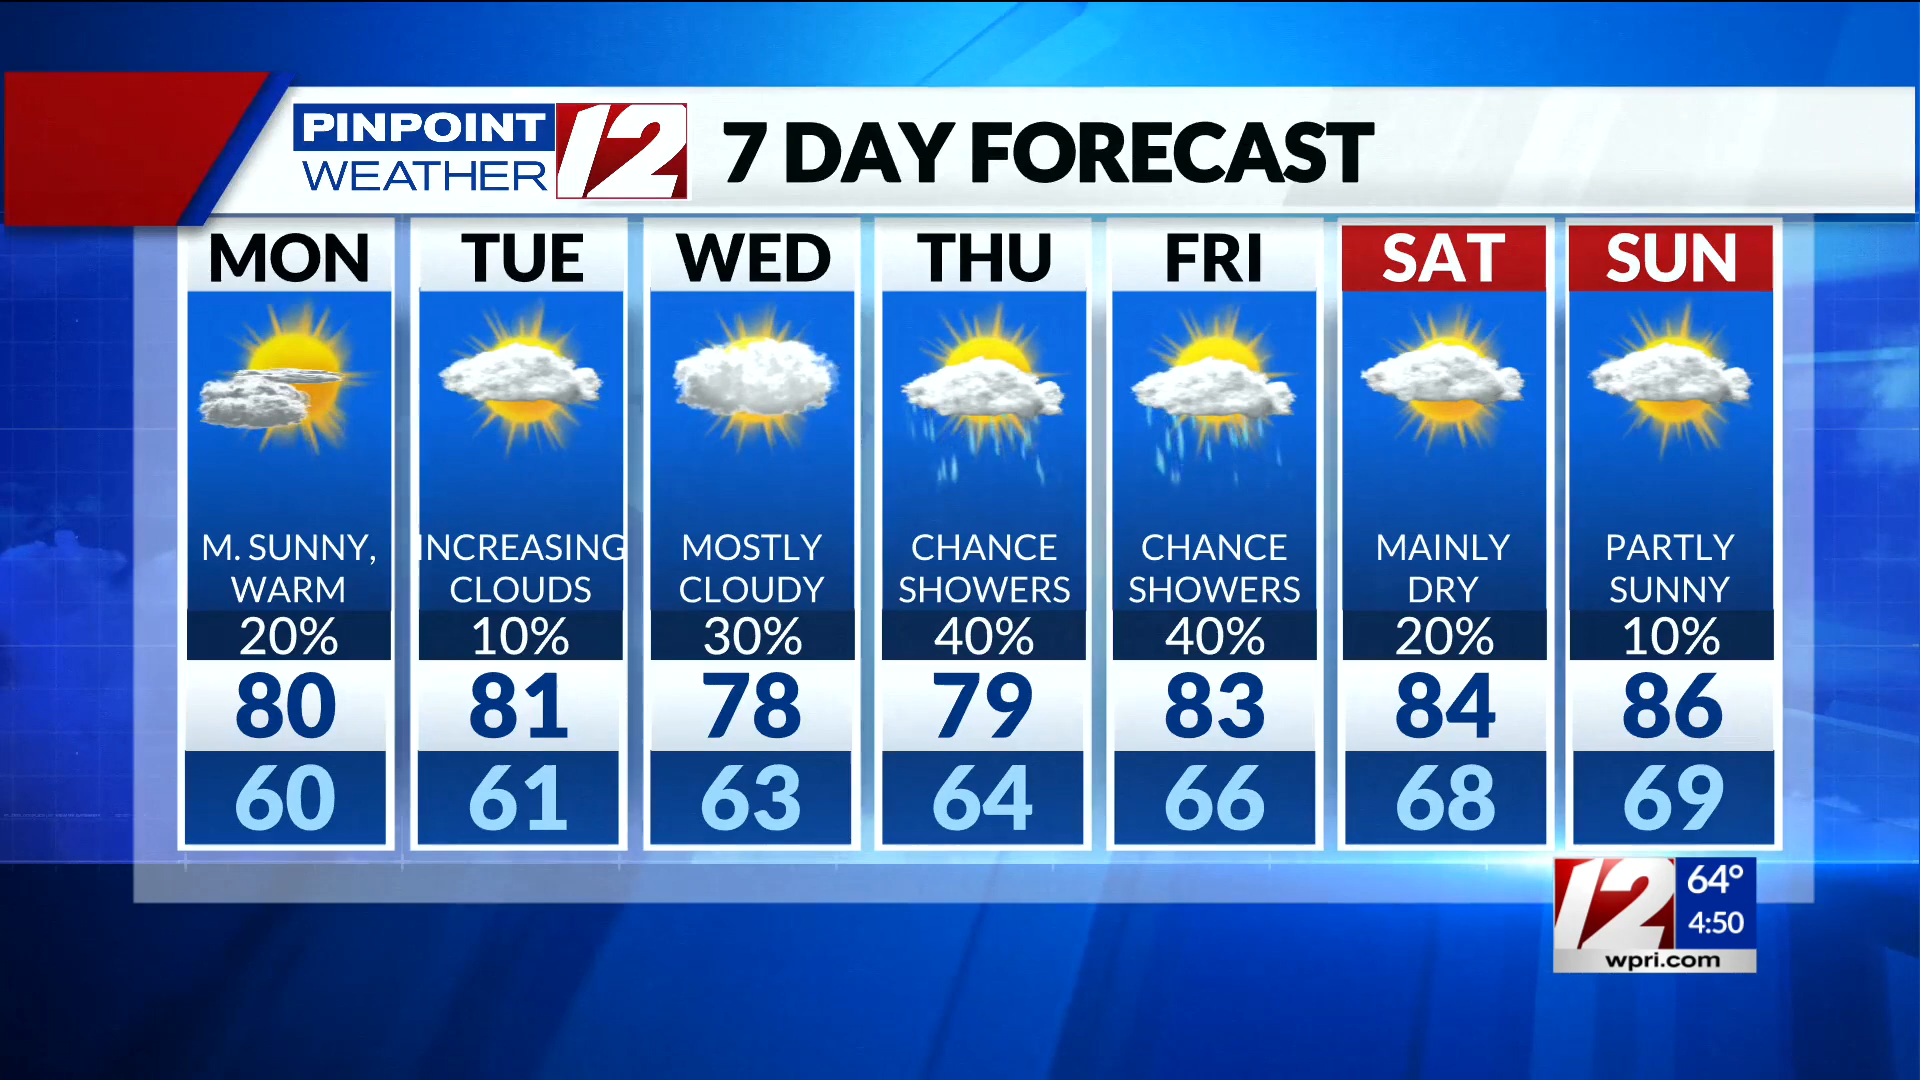 PINPOINT
WEATHER
12
7 DAY FORECAST
MON TUE WED THU FRI SAT SUN
M. SUNNY, INCREASING MOSTLY CHANCE CHANCE MAINLY PARTLY
WARM CLOUDS CLOUDY SHOWERS SHOWERS DRY SUNNY
20% 10% 30% 40% 40% 20% 10%
80 81 78 79 83 84 86
60 61 63 64 66 68 69
12
64°
4:50
wpri.com